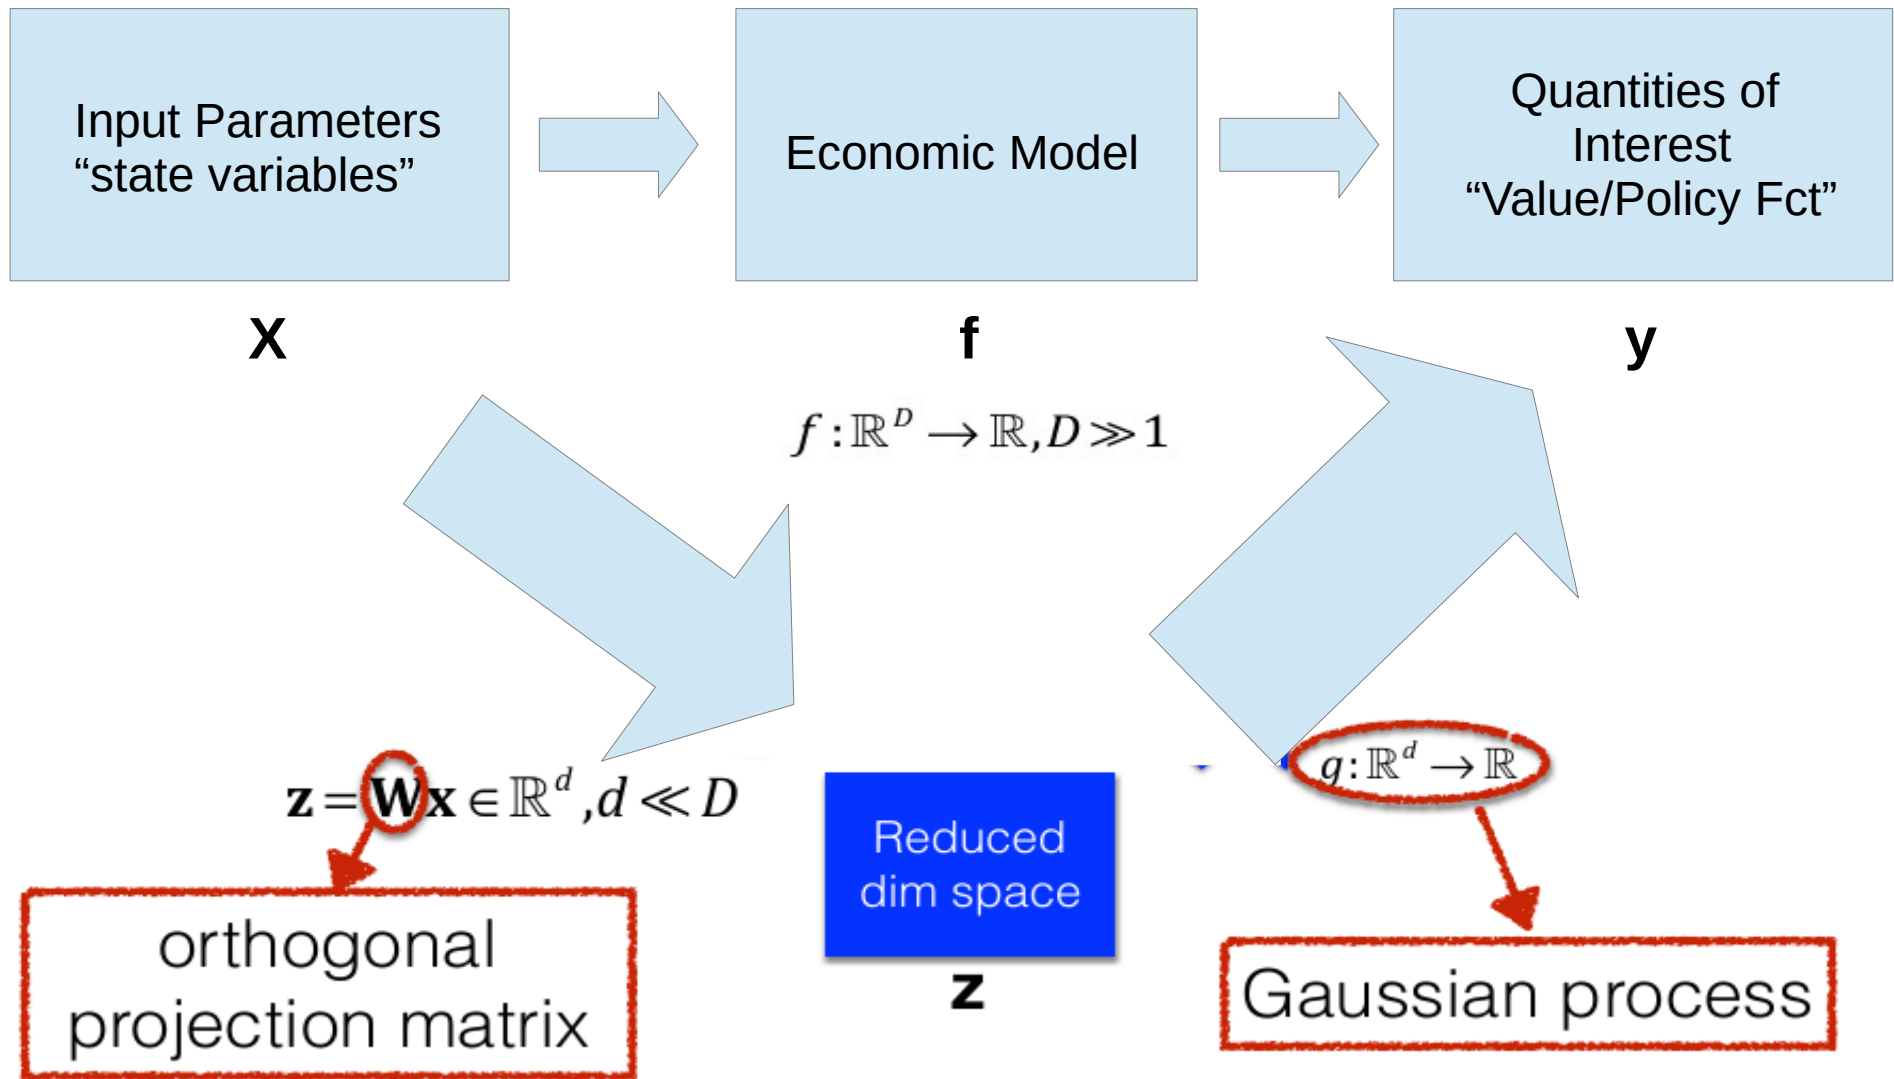 Input Parameters
“state variables”
Economic Model
Quantities of
Interest
“Value/Policy Fct”
X
f
y
f : ℝ^D → ℝ, D ≫ 1
z = Wx ∈ ℝ^d, d ≪ D
g : ℝ^d → ℝ
Reduced
dim space
z
orthogonal
projection matrix
Gaussian process